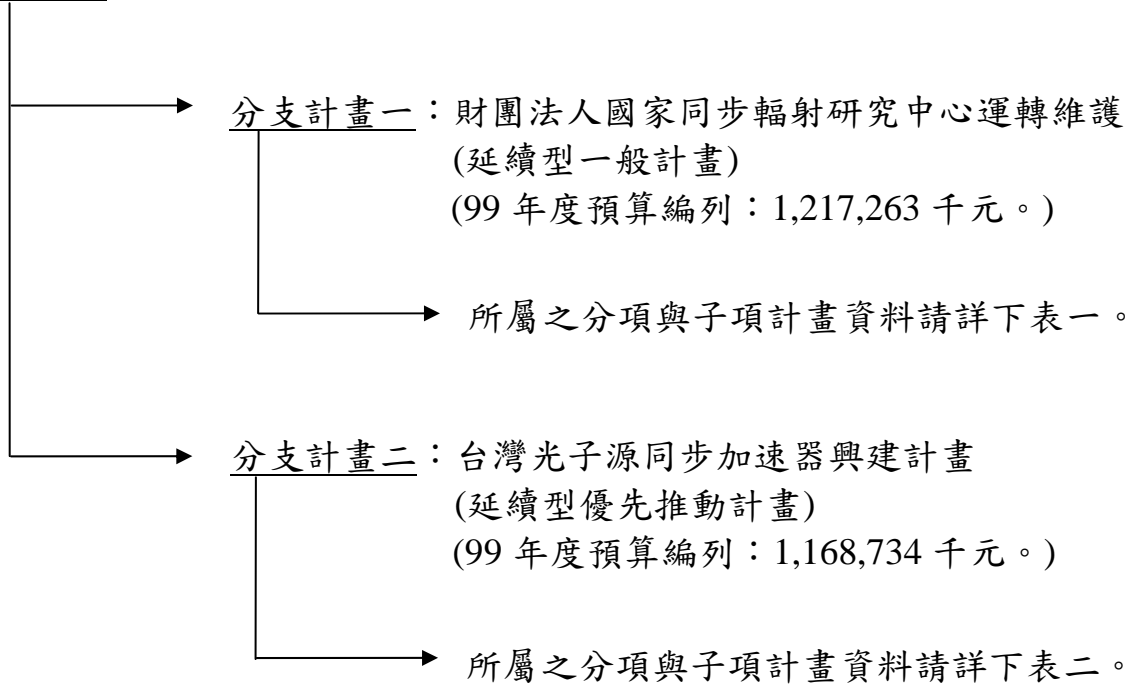 分支計畫一：財團法人國家同步輻射研究中心運轉維護
(延續型一般計畫)
(99 年度預算編列：1,217,263 千元。)
所屬之分項與子項計畫資料請詳下表一。
分支計畫二：台灣光子源同步加速器興建計畫
(延續型優先推動計畫)
(99 年度預算編列：1,168,734 千元。)
所屬之分項與子項計畫資料請詳下表二。